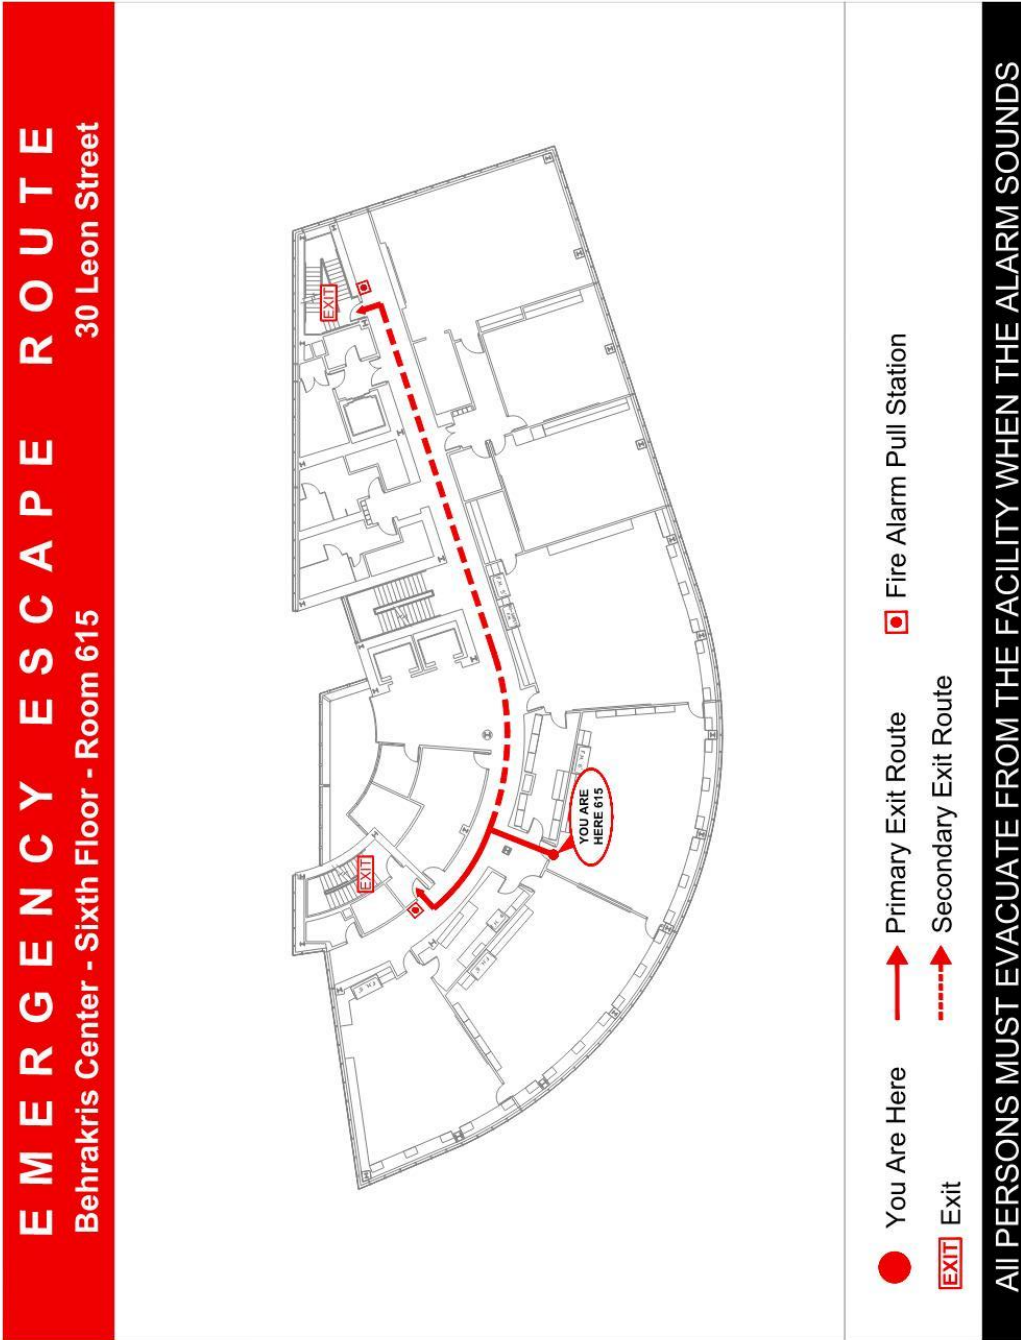 EMERGENCY ESCAPE ROUTE
Behrakris Center - Sixth Floor - Room 615
30 Leon Street
EXIT
EXIT
YOU ARE
HERE 615
You Are Here
Primary Exit Route
Fire Alarm Pull Station
EXIT Exit
Secondary Exit Route
All PERSONS MUST EVACUATE FROM THE FACILITY WHEN THE ALARM SOUNDS